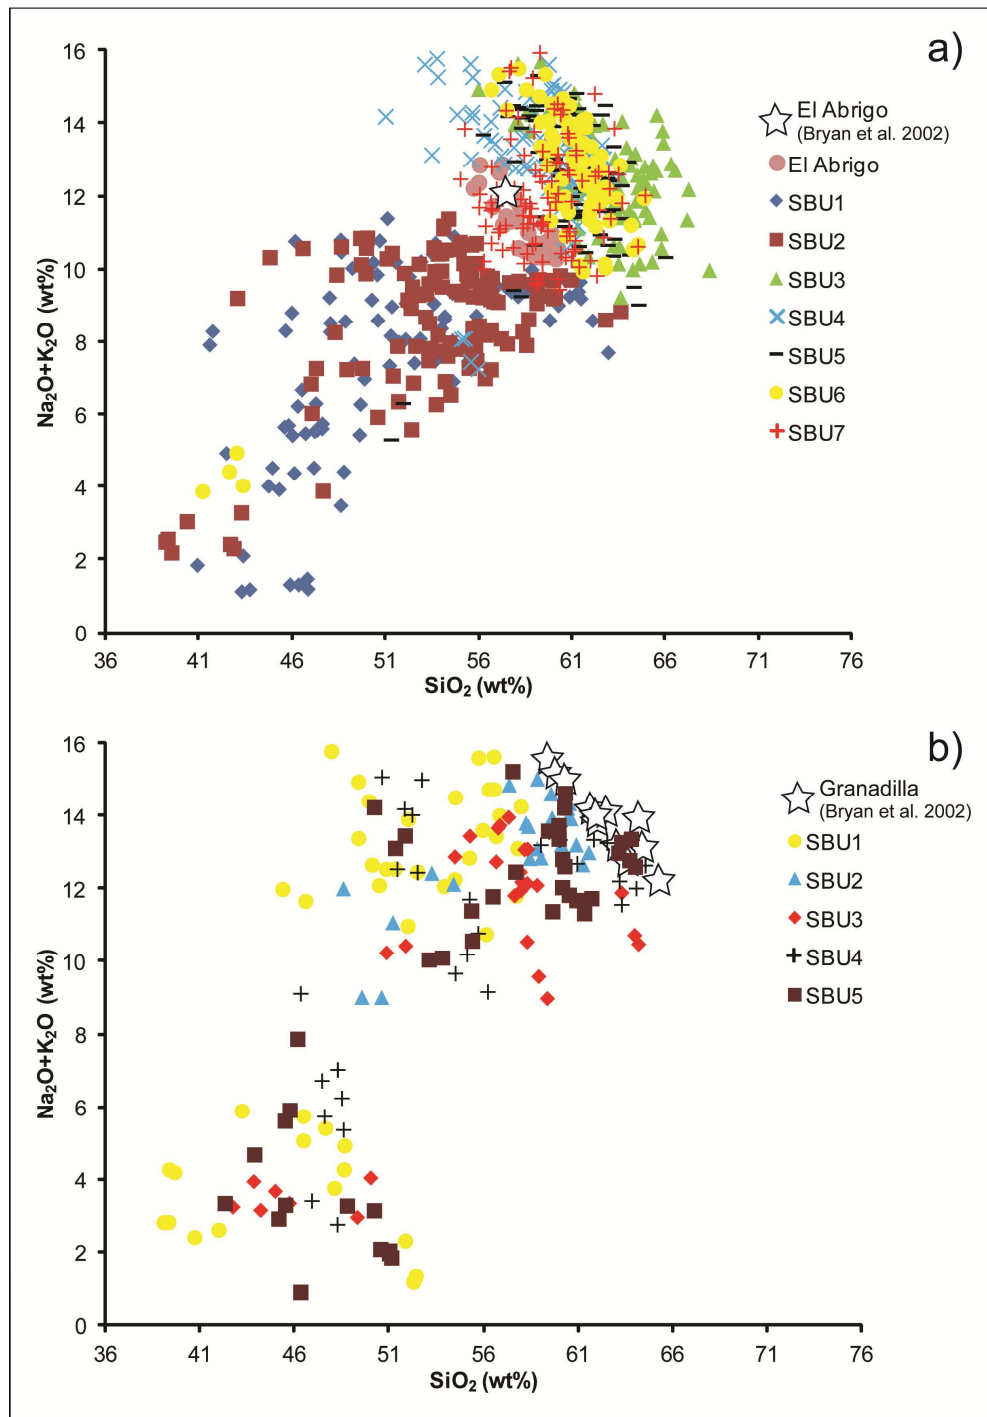 a)
16
14
12
10
8
6
4
2
0
Na₂O+K₂O (wt%)
36 41 46 51 56 61 66 71 76
SiO₂ (wt%)
El Abrigo
(Bryan et al. 2002)
El Abrigo
SBU1
SBU2
SBU3
SBU4
SBU5
SBU6
SBU7
b)
16
14
12
10
8
6
4
2
0
Na₂O+K₂O (wt%)
36 41 46 51 56 61 66 71 76
SiO₂ (wt%)
Granadilla
(Bryan et al. 2002)
SBU1
SBU2
SBU3
SBU4
SBU5